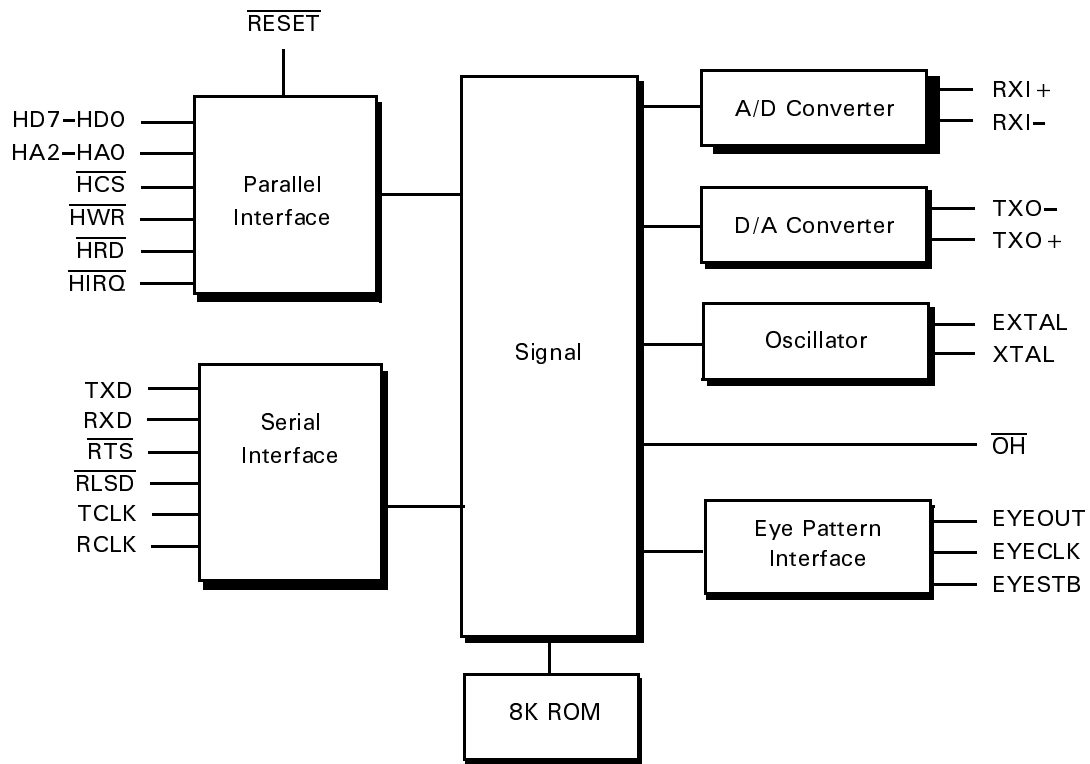 RESET
HD7–HD0
HA2–HA0
HCS
HWR
HRD
HIRQ
Parallel
Interface
TXD
RXD
RTS
RLSD
TCLK
RCLK
Serial
Interface
Signal
8K ROM
A/D Converter
RXI+
RXI–
D/A Converter
TXO–
TXO+
Oscillator
EXTAL
XTAL
OH
Eye Pattern
Interface
EYEOUT
EYECLK
EYESTB